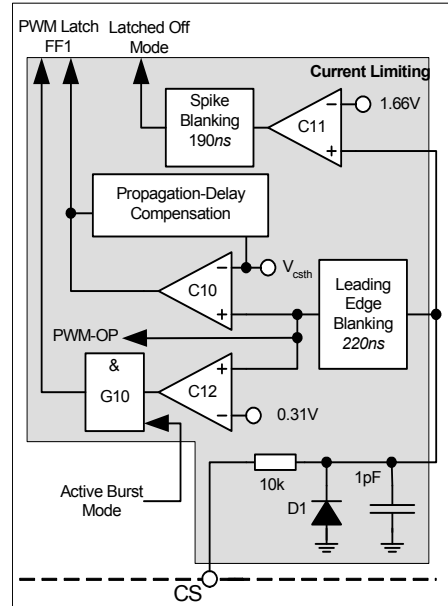 PWM Latch
FF1
Latched Off
Mode
Current Limiting
Spike
Blanking
190ns
C11
1.66V
Propagation-Delay
Compensation
C10
Vcsth
Leading
Edge
Blanking
220ns
PWM-OP
&
G10
C12
0.31V
Active Burst
Mode
10k
D1
1pF
CS